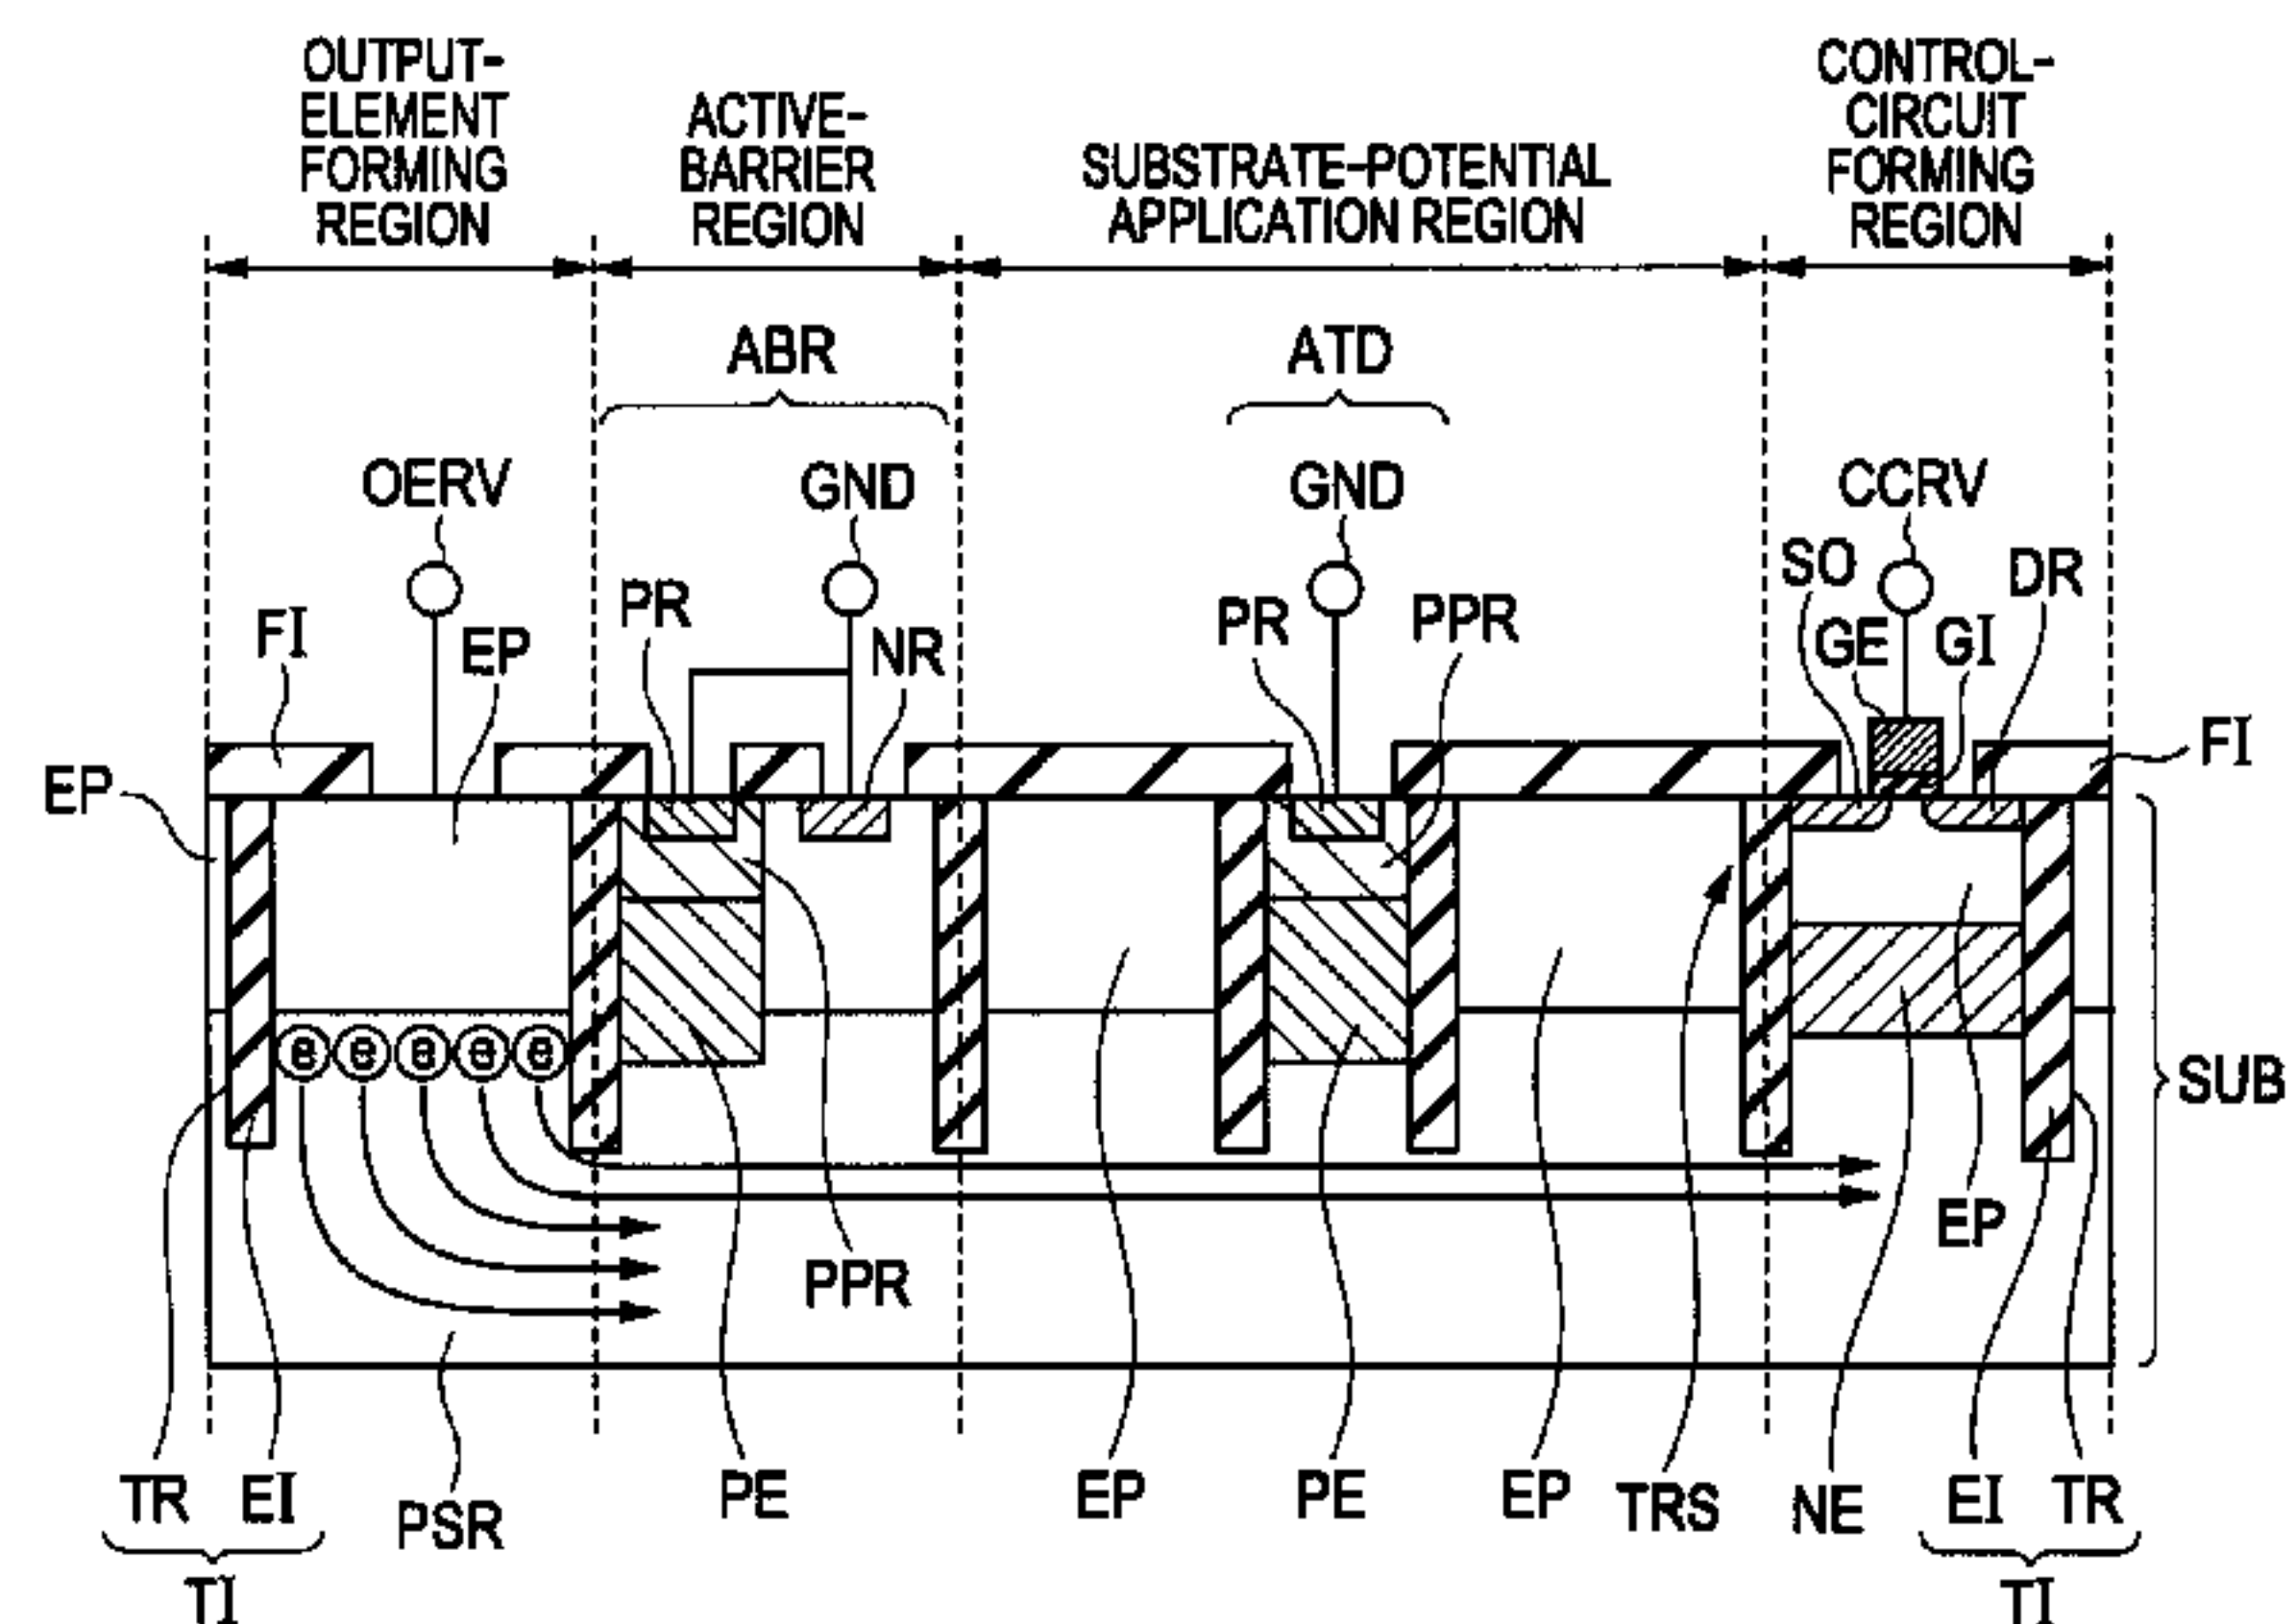 OUTPUT-
ELEMENT
FORMING
REGION
ACTIVE-
BARRIER
REGION
SUBSTRATE-POTENTIAL
APPLICATION REGION
CONTROL-
CIRCUIT
FORMING
REGION
ABR
ATD
OERV
GND
GND
CCRV
SO
DR
FI
EP
PR
NR
PR
PPR
GE
GI
FI
EP
e
e
e
e
e
SUB
PPR
EP
TR
EI
PSR
PE
EP
PE
EP
TRS
NE
EI
TR
TI
TI